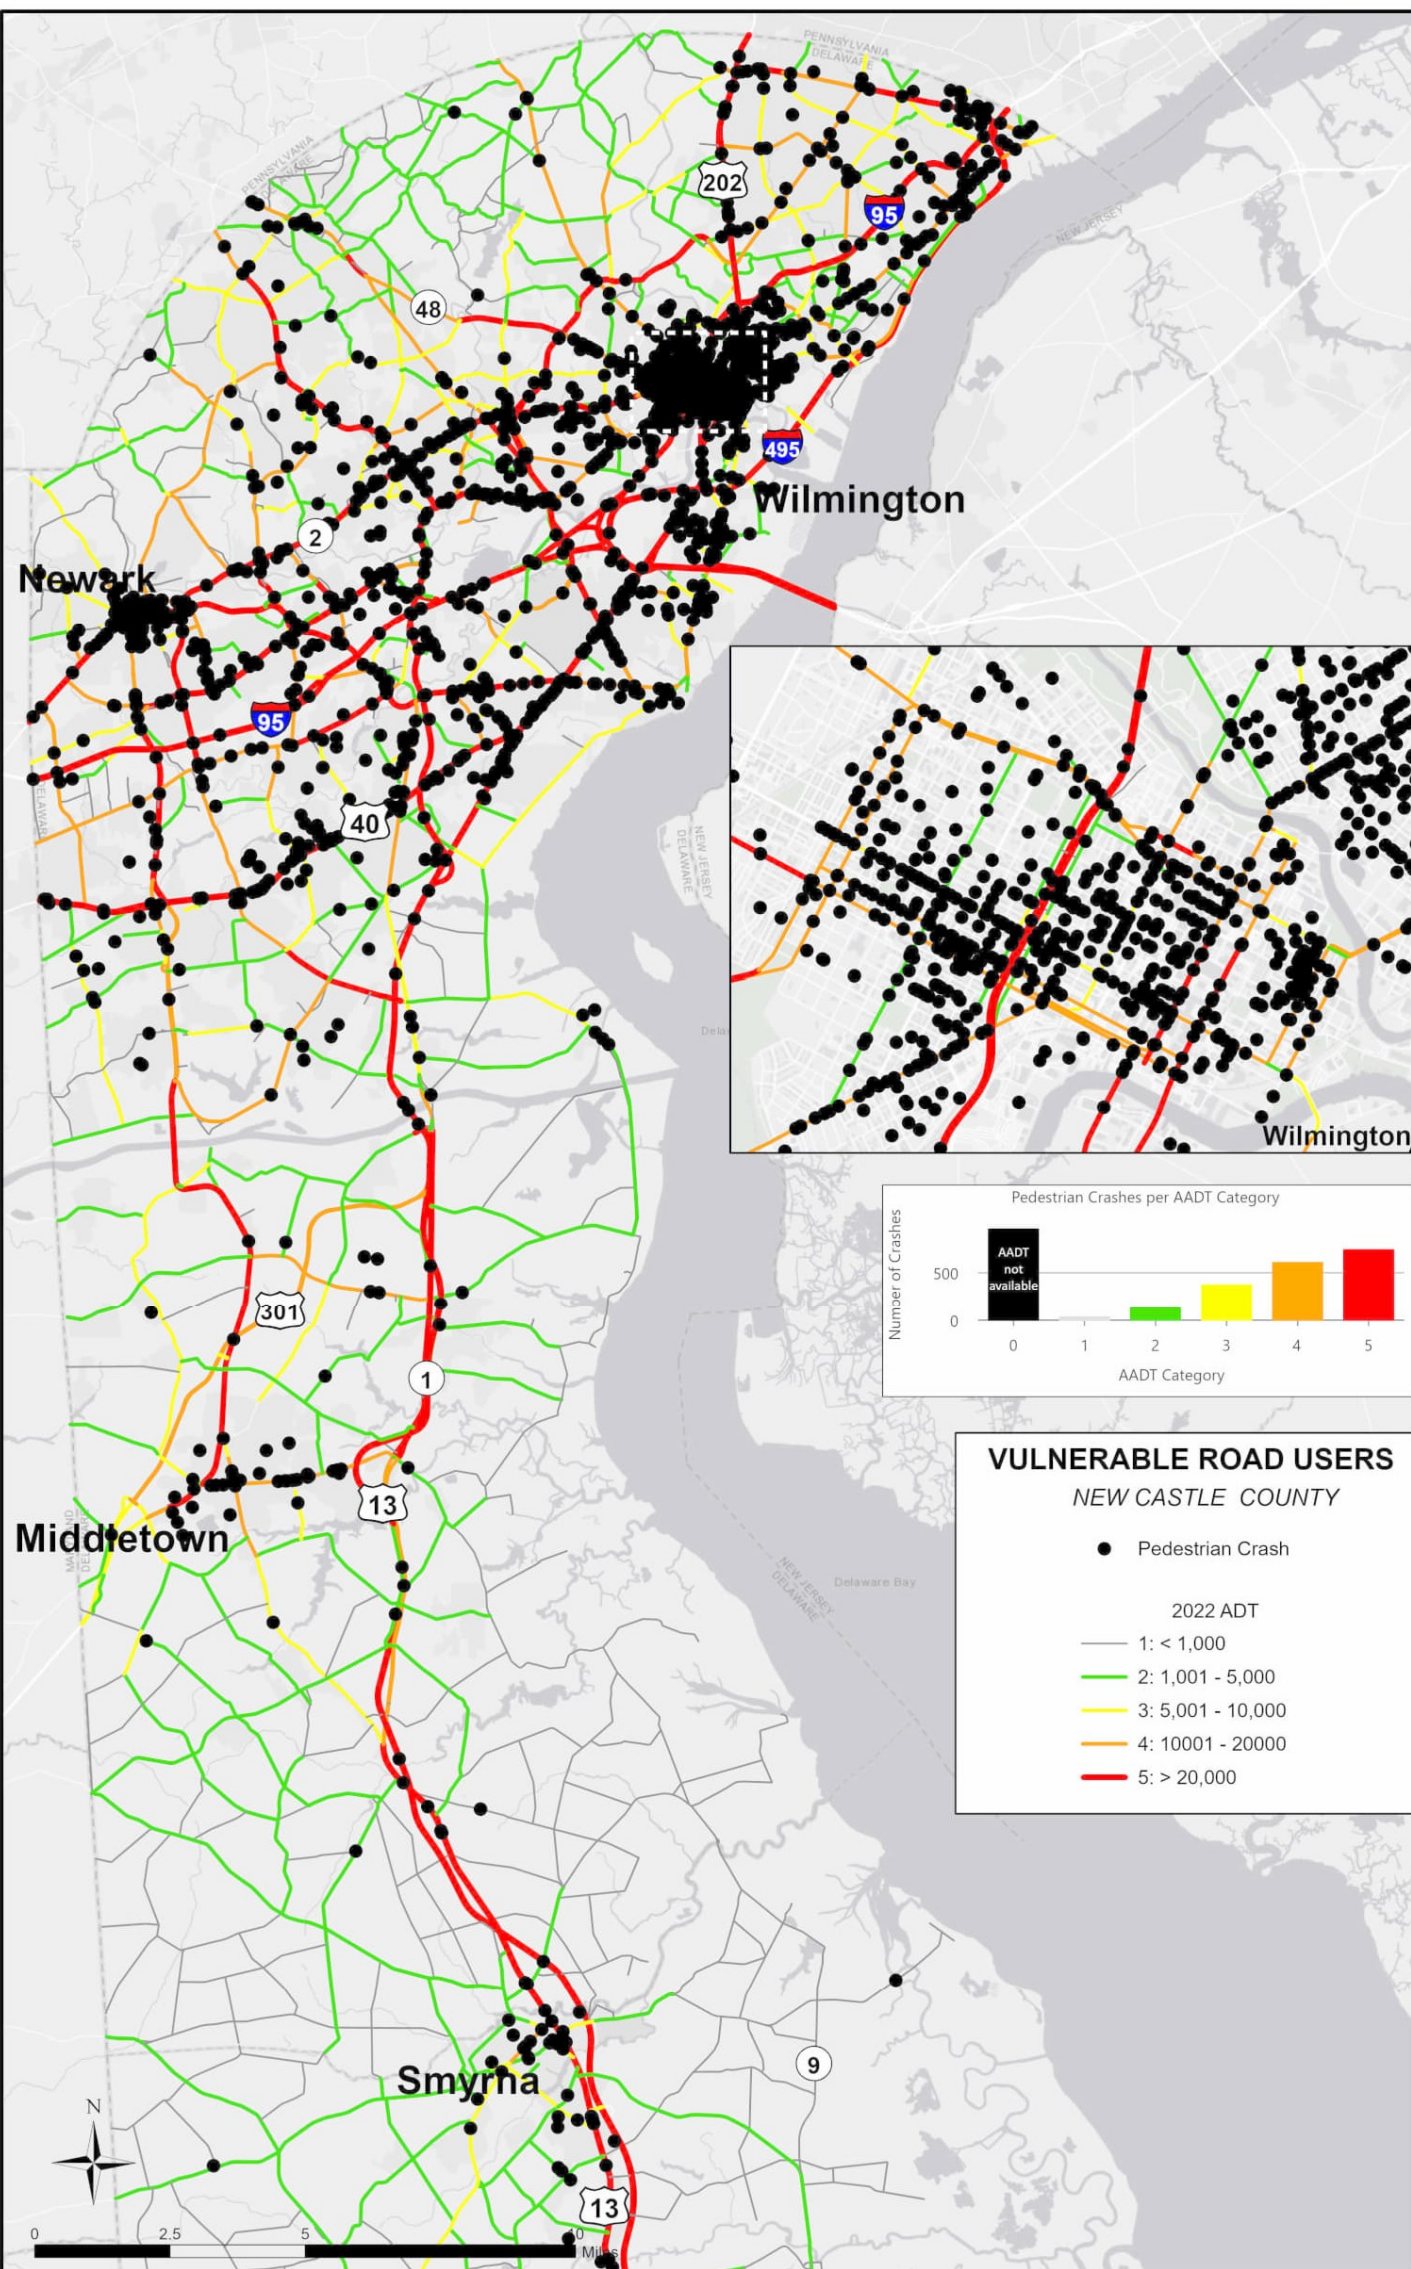 PENNSYLVANIA
DELAWARE
PENNSYLVANIA
DELAWARE
202
95
NEW JERSEY
48
495
Wilmington
2
Newark
95
DELAWARE
40
NEW JERSEY
DELAWARE
Wilmington
Pedestrian Crashes per AADT Category
Number of Crashes
500
0
AADT
not
available
0 1 2 3 4 5
AADT Category
301
1
VULNERABLE ROAD USERS
NEW CASTLE COUNTY
Pedestrian Crash
2022 ADT
1: < 1,000
2: 1,001 - 5,000
3: 5,001 - 10,000
4: 10001 - 20000
5: > 20,000
13
Middletown
NEW JERSEY
DELAWARE
Delaware Bay
9
Smyrna
N
13
0 2.5 5 10
Miles